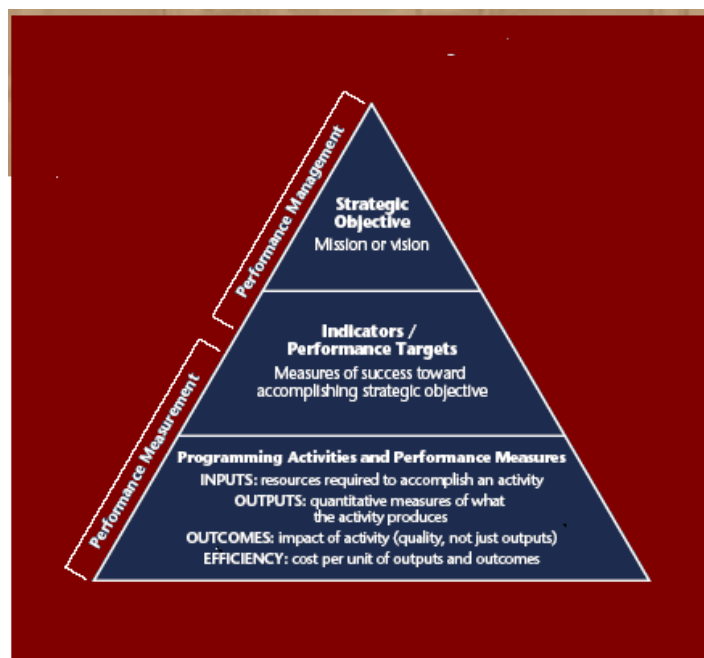 Performance Management
Strategic
Objective
Mission or vision
Performance Measurement
Indicators /
Performance Targets
Measures of success toward
accomplishing strategic objective
Programming Activities and Performance Measures
INPUTS: resources required to accomplish an activity
OUTPUTS: quantitative measures of what
the activity produces
OUTCOMES: impact of activity (quality, not just outputs)
EFFICIENCY: cost per unit of outputs and outcomes